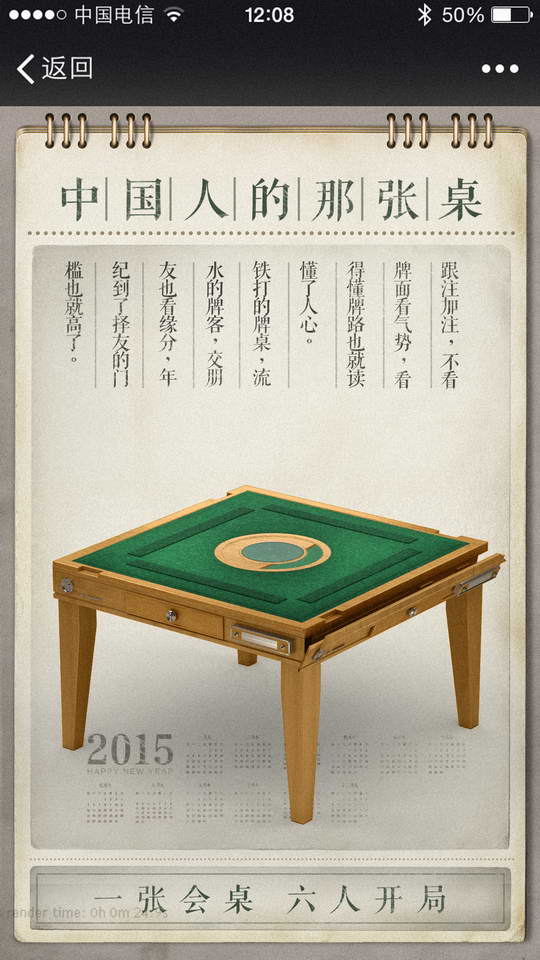 中国电信 12:08 50%
返回
中国人的那张桌
跟注加注，不看
牌面看气势，看
得懂牌路也就读
懂了人心。
铁打的牌桌，流
水的牌客，交朋
友也看缘分，年
纪到了择友的门
槛也就高了。
2015
HAPPY NEW YEAR
一张会桌 六人开局
render time: 0h 0m